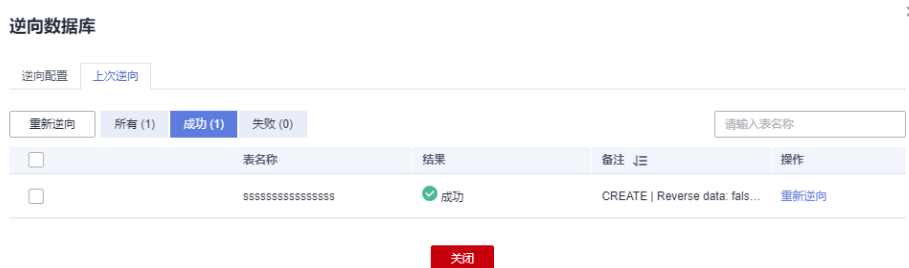 逆向数据库
逆向配置 上次逆向
重新逆向 所有 (1) 成功 (1) 失败 (0) 请输入表名称
表名称 结果 备注 操作
ssssssssssssssss 成功 CREATE | Reverse data: fals... 重新逆向
关闭